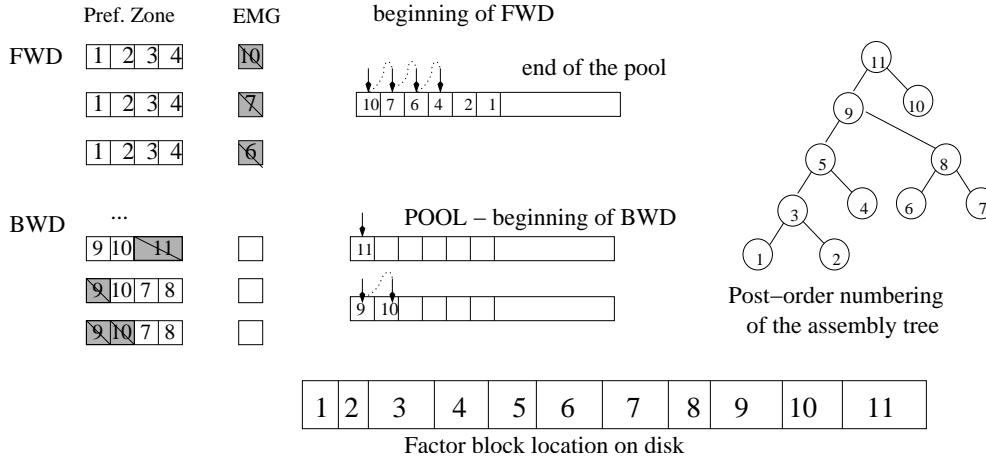 Pref. Zone EMG beginning of FWD
FWD 1 2 3 4 10
end of the pool
1 2 3 4 7 10 7 6 4 2 1
1 2 3 4 6
...
BWD POOL – beginning of BWD
9 10 11 11
9 10 7 8 9 10
9 10 7 8
11
10
9
5
8
4
6
7
3
1
2
Post–order numbering
of the assembly tree
1 2 3 4 5 6 7 8 9 10 11
Factor block location on disk